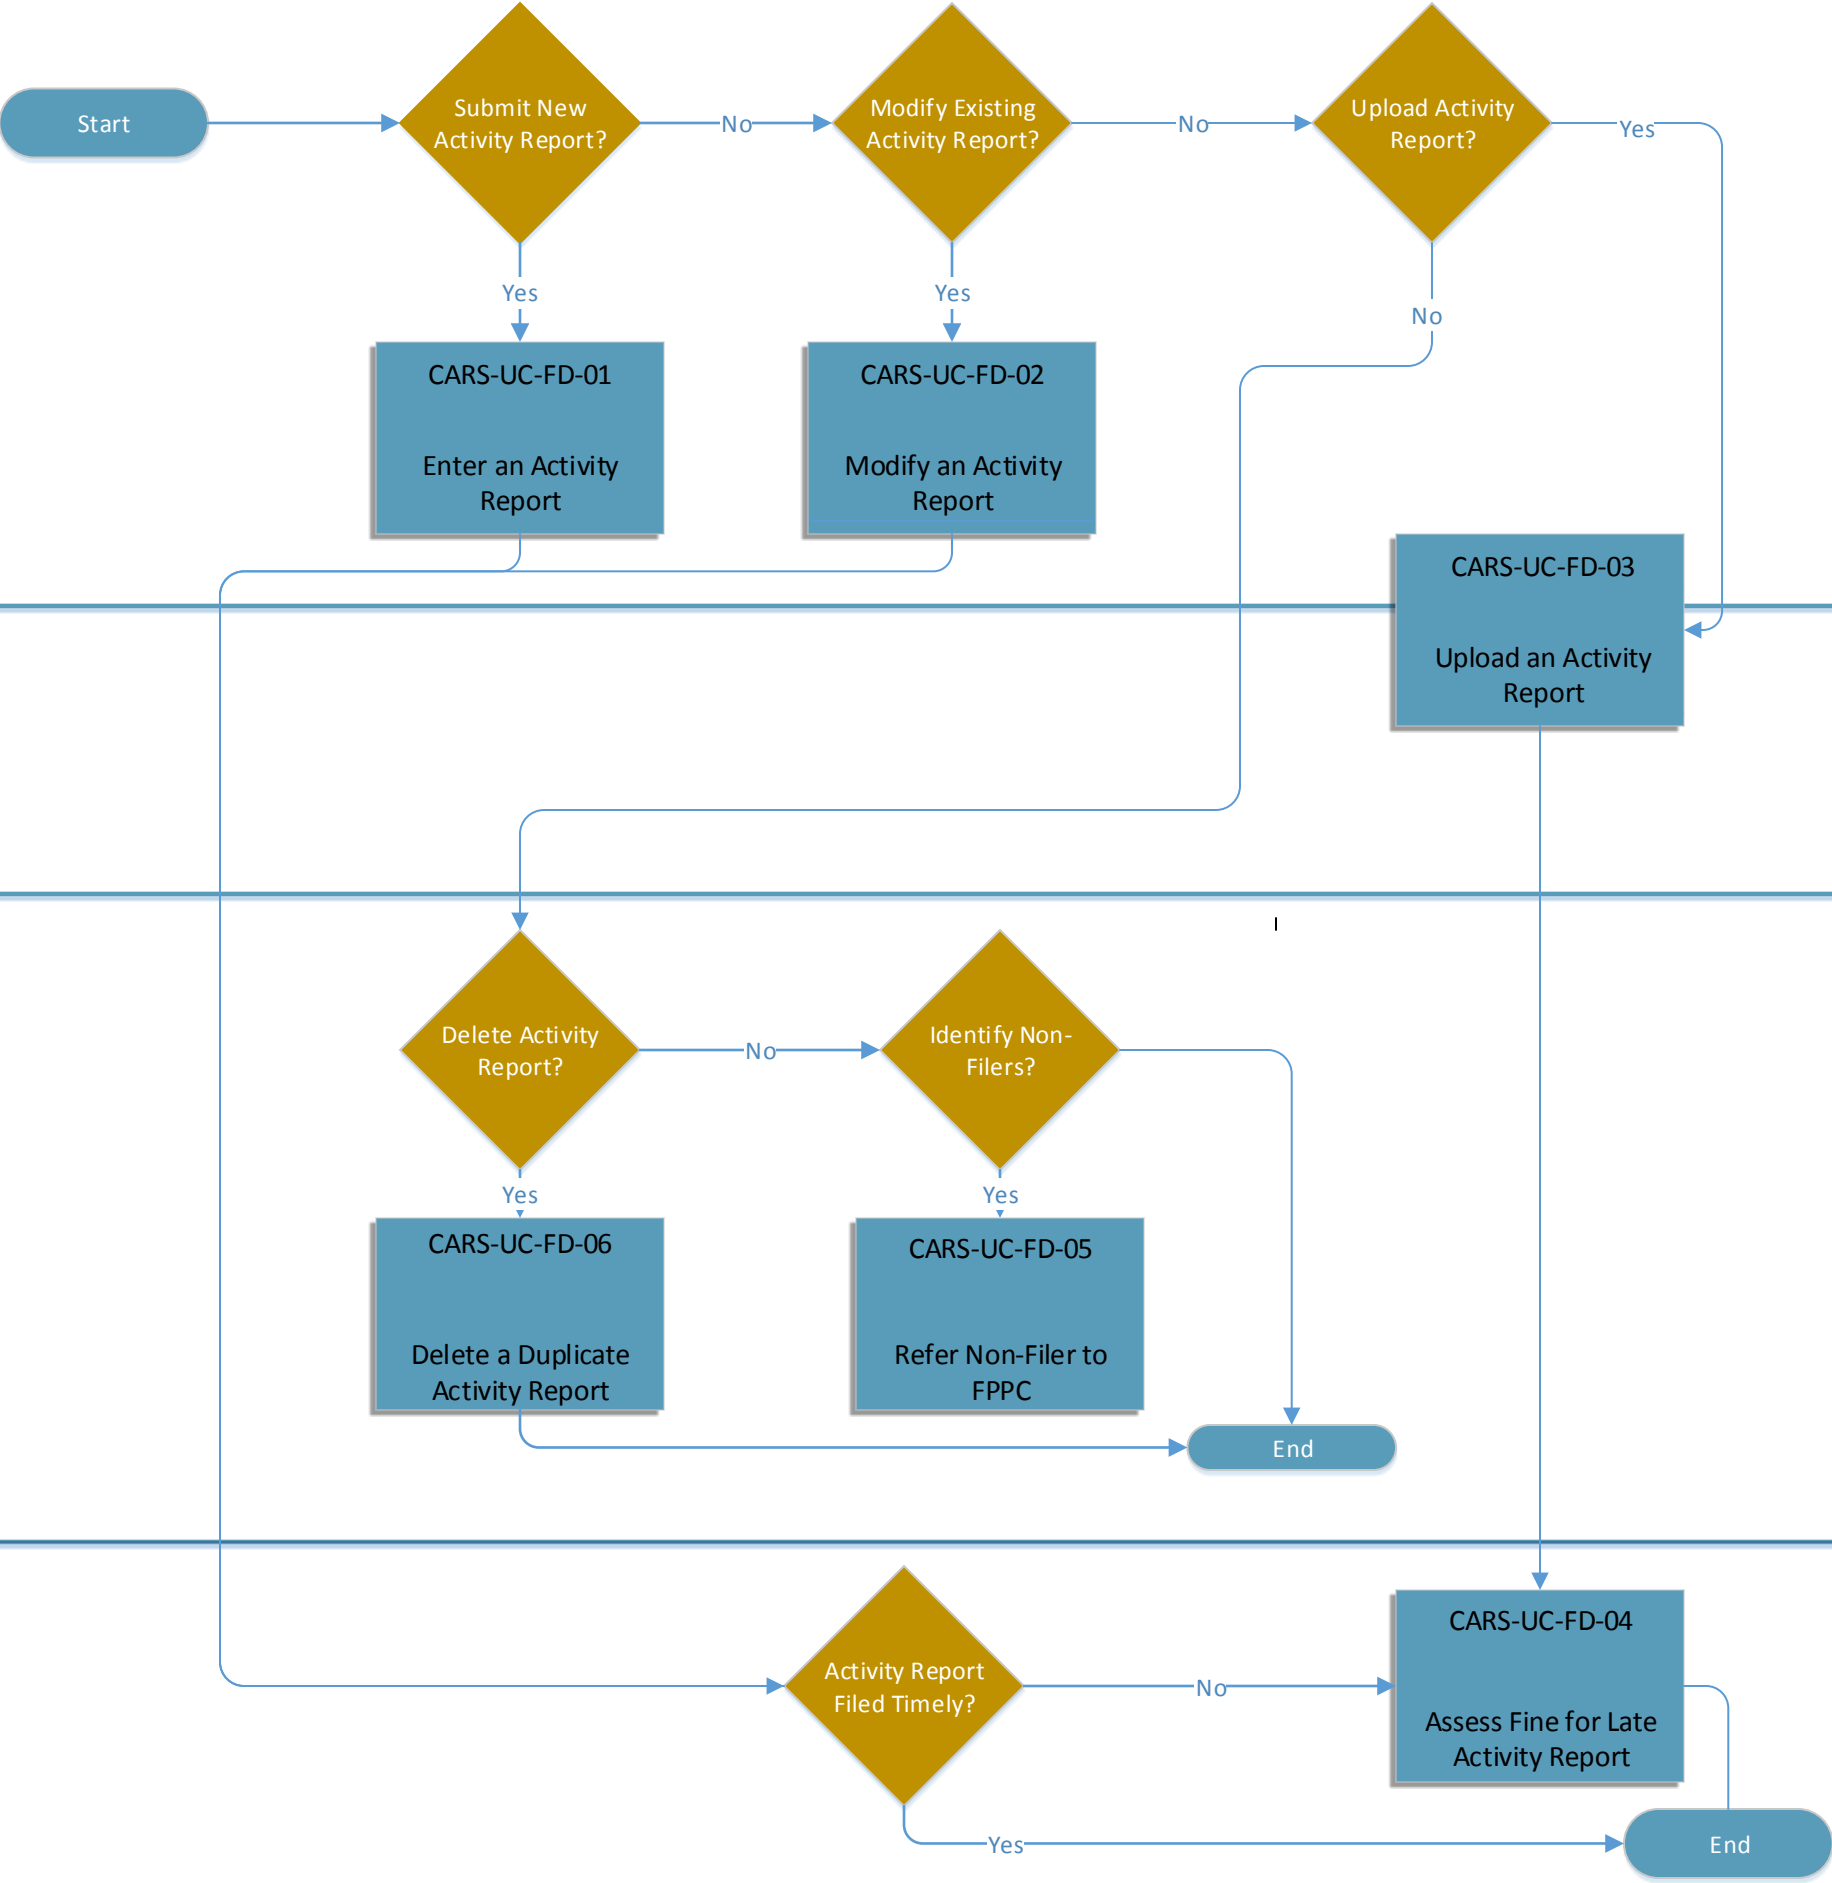 Start
Submit New
Activity Report?
No
Modify Existing
Activity Report?
No
Upload Activity
Report?
Yes
Yes
Yes
No
CARS-UC-FD-01
Enter an Activity
Report
CARS-UC-FD-02
Modify an Activity
Report
CARS-UC-FD-03
Upload an Activity
Report
Delete Activity
Report?
No
Identify Non-
Filers?
Yes
Yes
CARS-UC-FD-06
Delete a Duplicate
Activity Report
CARS-UC-FD-05
Refer Non-Filer to
FPPC
End
Activity Report
Filed Timely?
No
CARS-UC-FD-04
Assess Fine for Late
Activity Report
Yes
End